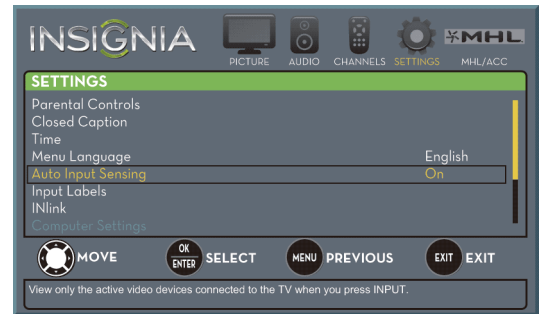 INSIGNIA
PICTURE AUDIO CHANNELS SETTINGS MHL/ACC
MHL
SETTINGS
Parental Controls
Closed Caption
Time
Menu Language English
Auto Input Sensing On
Input Labels
INlink
Computer Settings
MOVE OK ENTER SELECT MENU PREVIOUS EXIT EXIT
View only the active video devices connected to the TV when you press INPUT.